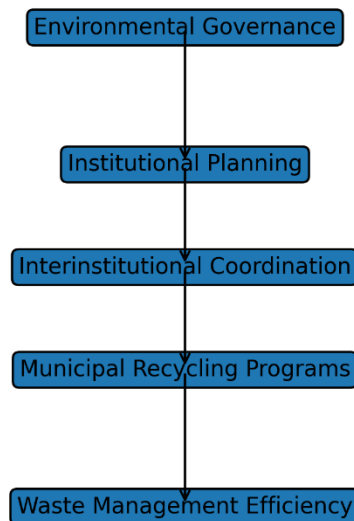 Environmental Governance
Institutional Planning
Interinstitutional Coordination
Municipal Recycling Programs
Waste Management Efficiency